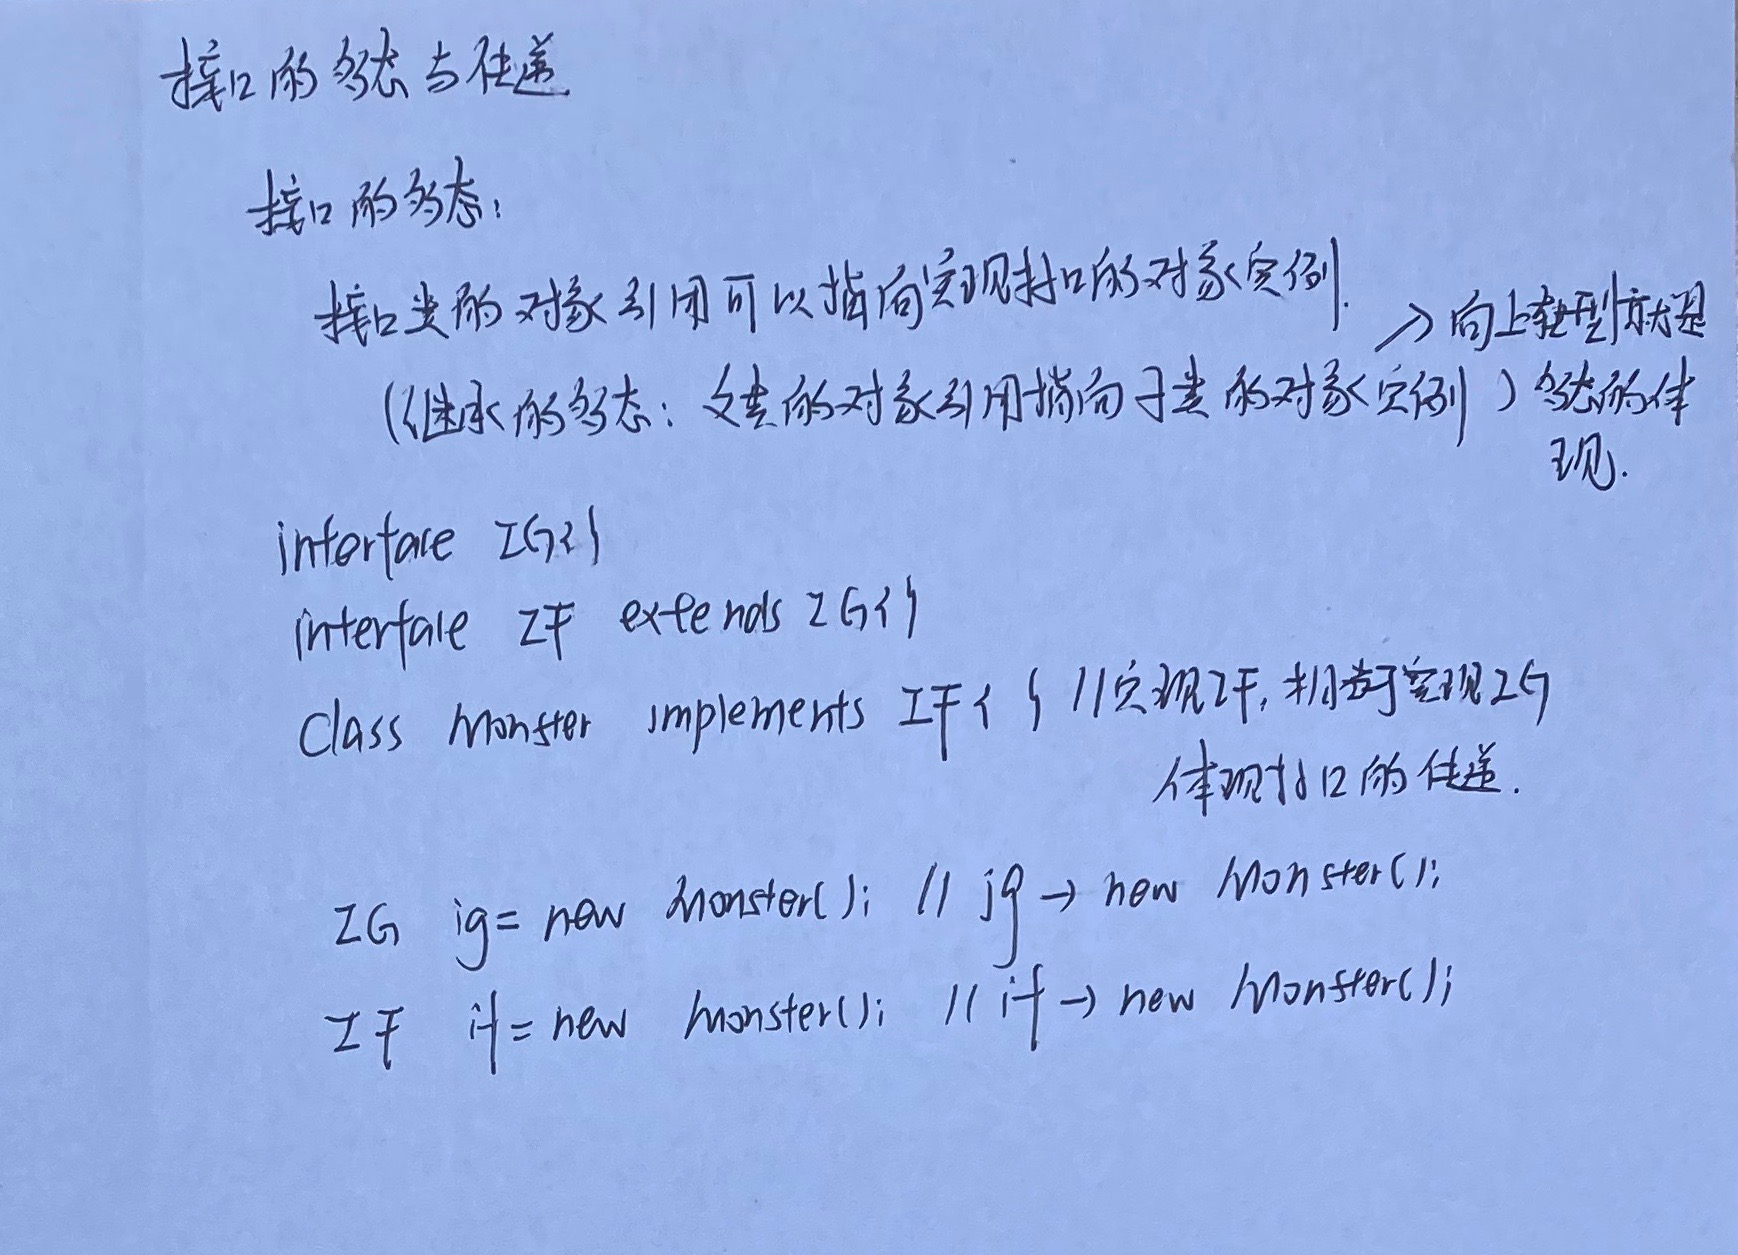 接口的多态与传递
接口的多态:
接口类的对象引用可以指向实现接口的对象实例.
(继承的多态: 父类的对象引用指向子类的对象实例)
→向上转型就是
多态的体
现.
interface IG{}
interface IF extends IG{}
class Monster implements IF{ } //实现IF, 相当于实现IG
体现接口的传递.
IG ig= new Monster(); // ig → new Monster();
IF if= new Monster(); // if → new Monster();